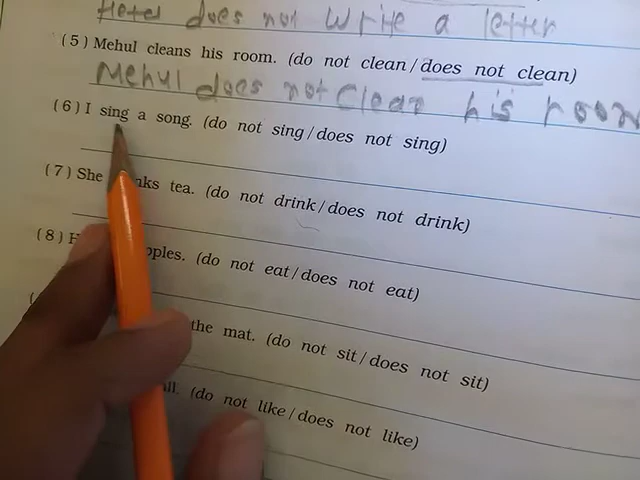 Hetal does not write a letter
(5) Mehul cleans his room. (do not clean/does not clean)
Mehul does not clean his room
(6) I sing a song. (do not sing/does not sing)
(7) She tea. (do not drink/does not drink)
(8) (do not eat/does not eat)
the mat. (do not sit/does not sit)
(do not like/does not like)